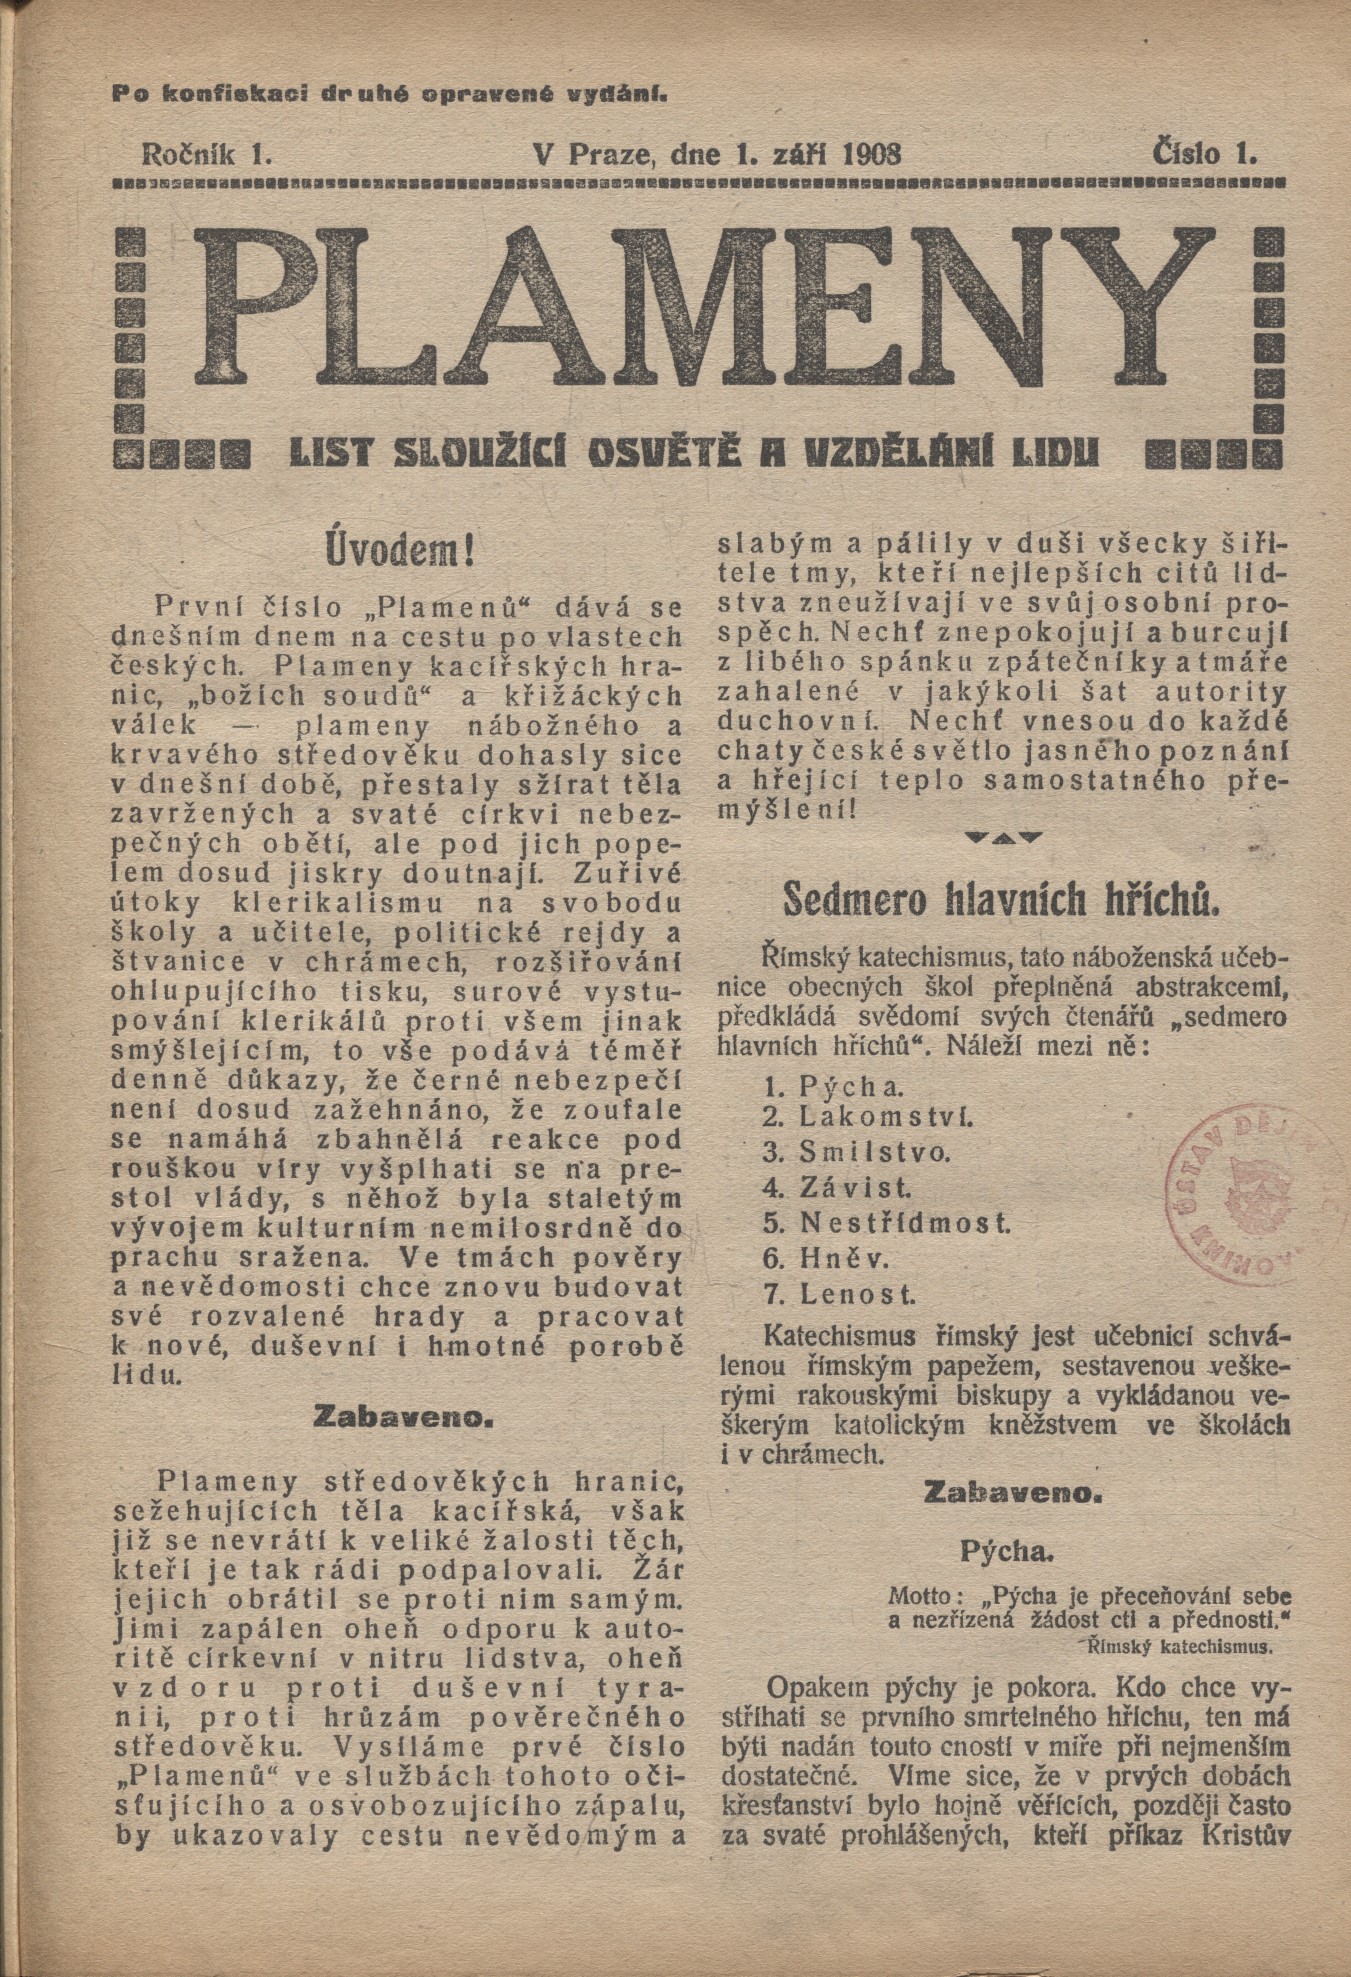 Po konfiskaci druhé opravené vydání.
Ročník 1.
V Praze, dne 1. září 1908
Číslo 1.
PLAMENY
LIST SLOUŽÍCÍ OSVĚTĚ A VZDĚLÁNÍ LIDU
Úvodem!
První číslo „Plamenů“ dává se
dnešním dnem na cestu po vlastech
českých. Plameny kacířských hra-
nic, „božích soudů“ a křižáckých
válek — plameny nábožného a
krvavého středověku dohasly sice
v dnešní době, přestaly sžírat těla
zavržených a svaté církvi nebez-
pečných obětí, ale pod jich pope-
lem dosud jiskry doutnají. Zuřivé
útoky klerikalismu na svobodu
školy a učitele, politické rejdy a
štvanice v chrámech, rozšiřování
ohlupujícího tisku, surové vystu-
pování klerikálů proti všem jinak
smýšlejícím, to vše podává téměř
denně důkazy, že černé nebezpečí
není dosud zažehnáno, že zoufale
se namáhá zbahnělá reakce pod
rouškou víry vyšplhati se na pre-
stol vlády, s něhož byla staletým
vývojem kulturním nemilosrdně do
prachu sražena. Ve tmách pověry
a nevědomosti chce znovu budovat
své rozvalené hrady a pracovat
k nové, duševní i hmotné porobě
lidu.
Zabaveno.
Plameny středověkých hranic,
sežehujících těla kacířská, však
již se nevrátí k veliké žalosti těch,
kteří je tak rádi podpalovali. Žár
jejich obrátil se proti nim samým.
Jimi zapálen oheň odporu k auto-
ritě církevní v nitru lidstva, oheň
vzdoru proti duševní tyra-
nii, proti hrůzám pověrečného
středověku. Vysíláme prvé číslo
„Plamenů“ ve službách tohoto oči-
sťujícího a osvobozujícího zápalu,
by ukazovaly cestu nevědomým a
slabým a pálily v duši všecky šiři-
tele tmy, kteří nejlepších citů lid-
stva zneužívají ve svůj osobní pro-
spěch. Nechť znepokojují a burcují
z libého spánku zpátečníky a tmáře
zahalené v jakýkoli šat autority
duchovní. Nechť vnesou do každé
chaty české světlo jasného poznání
a hřející teplo samostatného pře-
mýšlení!
Sedmero hlavních hříchů.
Římský katechismus, tato náboženská učeb-
nice obecných škol přeplněná abstrakcemi,
předkládá svědomí svých čtenářů „sedmero
hlavních hříchů“. Náleží mezi ně:
1. Pýcha.
2. Lakomství.
3. Smilstvo.
4. Závist.
5. Nestřídmost.
6. Hněv.
7. Lenost.
Katechismus římský jest učebnicí schvá-
lenou římským papežem, sestavenou veške-
rými rakouskými biskupy a vykládanou ve-
škerým katolickým kněžstvem ve školách
i v chrámech.
Zabaveno.
Pýcha.
Motto: „Pýcha je přeceňování sebe
a nezřízená žádost cti a přednosti.“
Římský katechismus.
Opakem pýchy je pokora. Kdo chce vy-
stříhati se prvního smrtelného hříchu, ten má
býti nadán touto cností v míře při nejmenším
dostatečné. Víme sice, že v prvých dobách
křesťanství bylo hojně věřících, později často
za svaté prohlášených, kteří příkaz Kristův
ÚSTAV